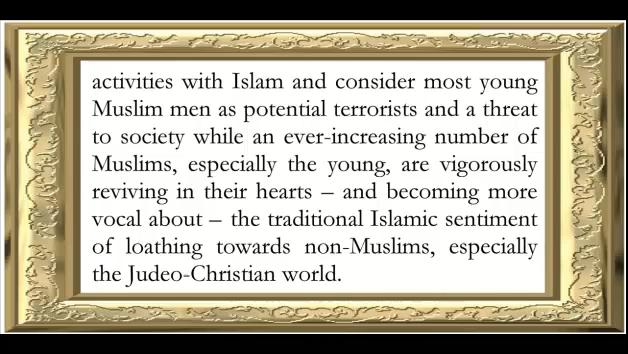 activities with Islam and consider most young
Muslim men as potential terrorists and a threat
to society while an ever-increasing number of
Muslims, especially the young, are vigorously
reviving in their hearts – and becoming more
vocal about – the traditional Islamic sentiment
of loathing towards non-Muslims, especially
the Judeo-Christian world.